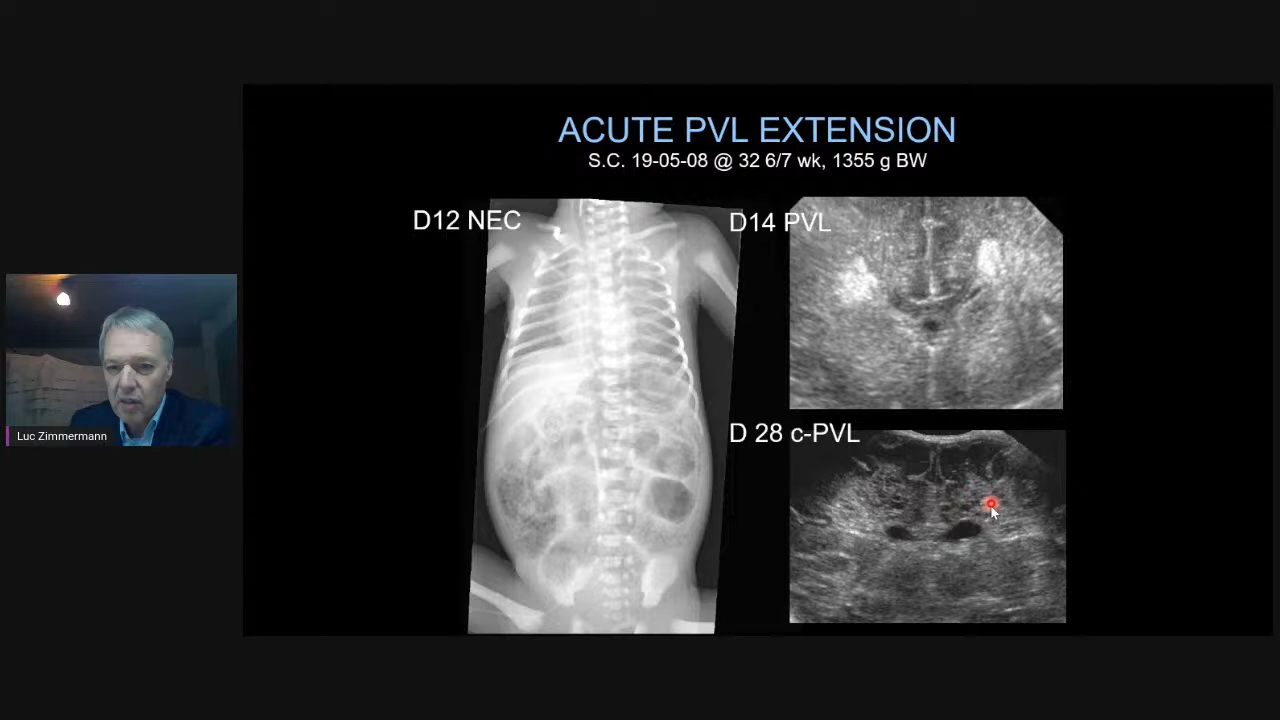 ACUTE PVL EXTENSION
S.C. 19-05-08 @ 32 6/7 wk, 1355 g BW
D12 NEC
D14 PVL
D 28 c-PVL
Luc Zimmermann